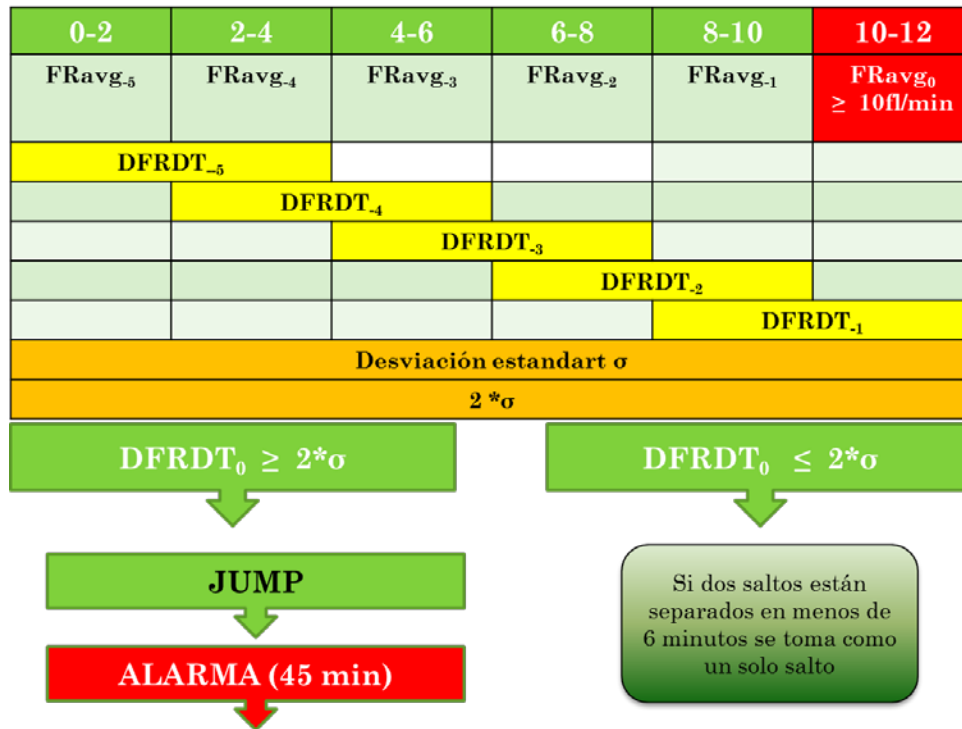 0-2 2-4 4-6 6-8 8-10 10-12
FRavg-5 FRavg-4 FRavg-3 FRavg-2 FRavg-1 FRavg0
≥ 10fl/min
DFRDT--5
DFRDT-4
DFRDT-3
DFRDT-2
DFRDT-1
Desviación estandart σ
2 *σ
DFRDT0 ≥ 2*σ
DFRDT0 ≤ 2*σ
JUMP
ALARMA (45 min)
Si dos saltos están
separados en menos de
6 minutos se toma como
un solo salto